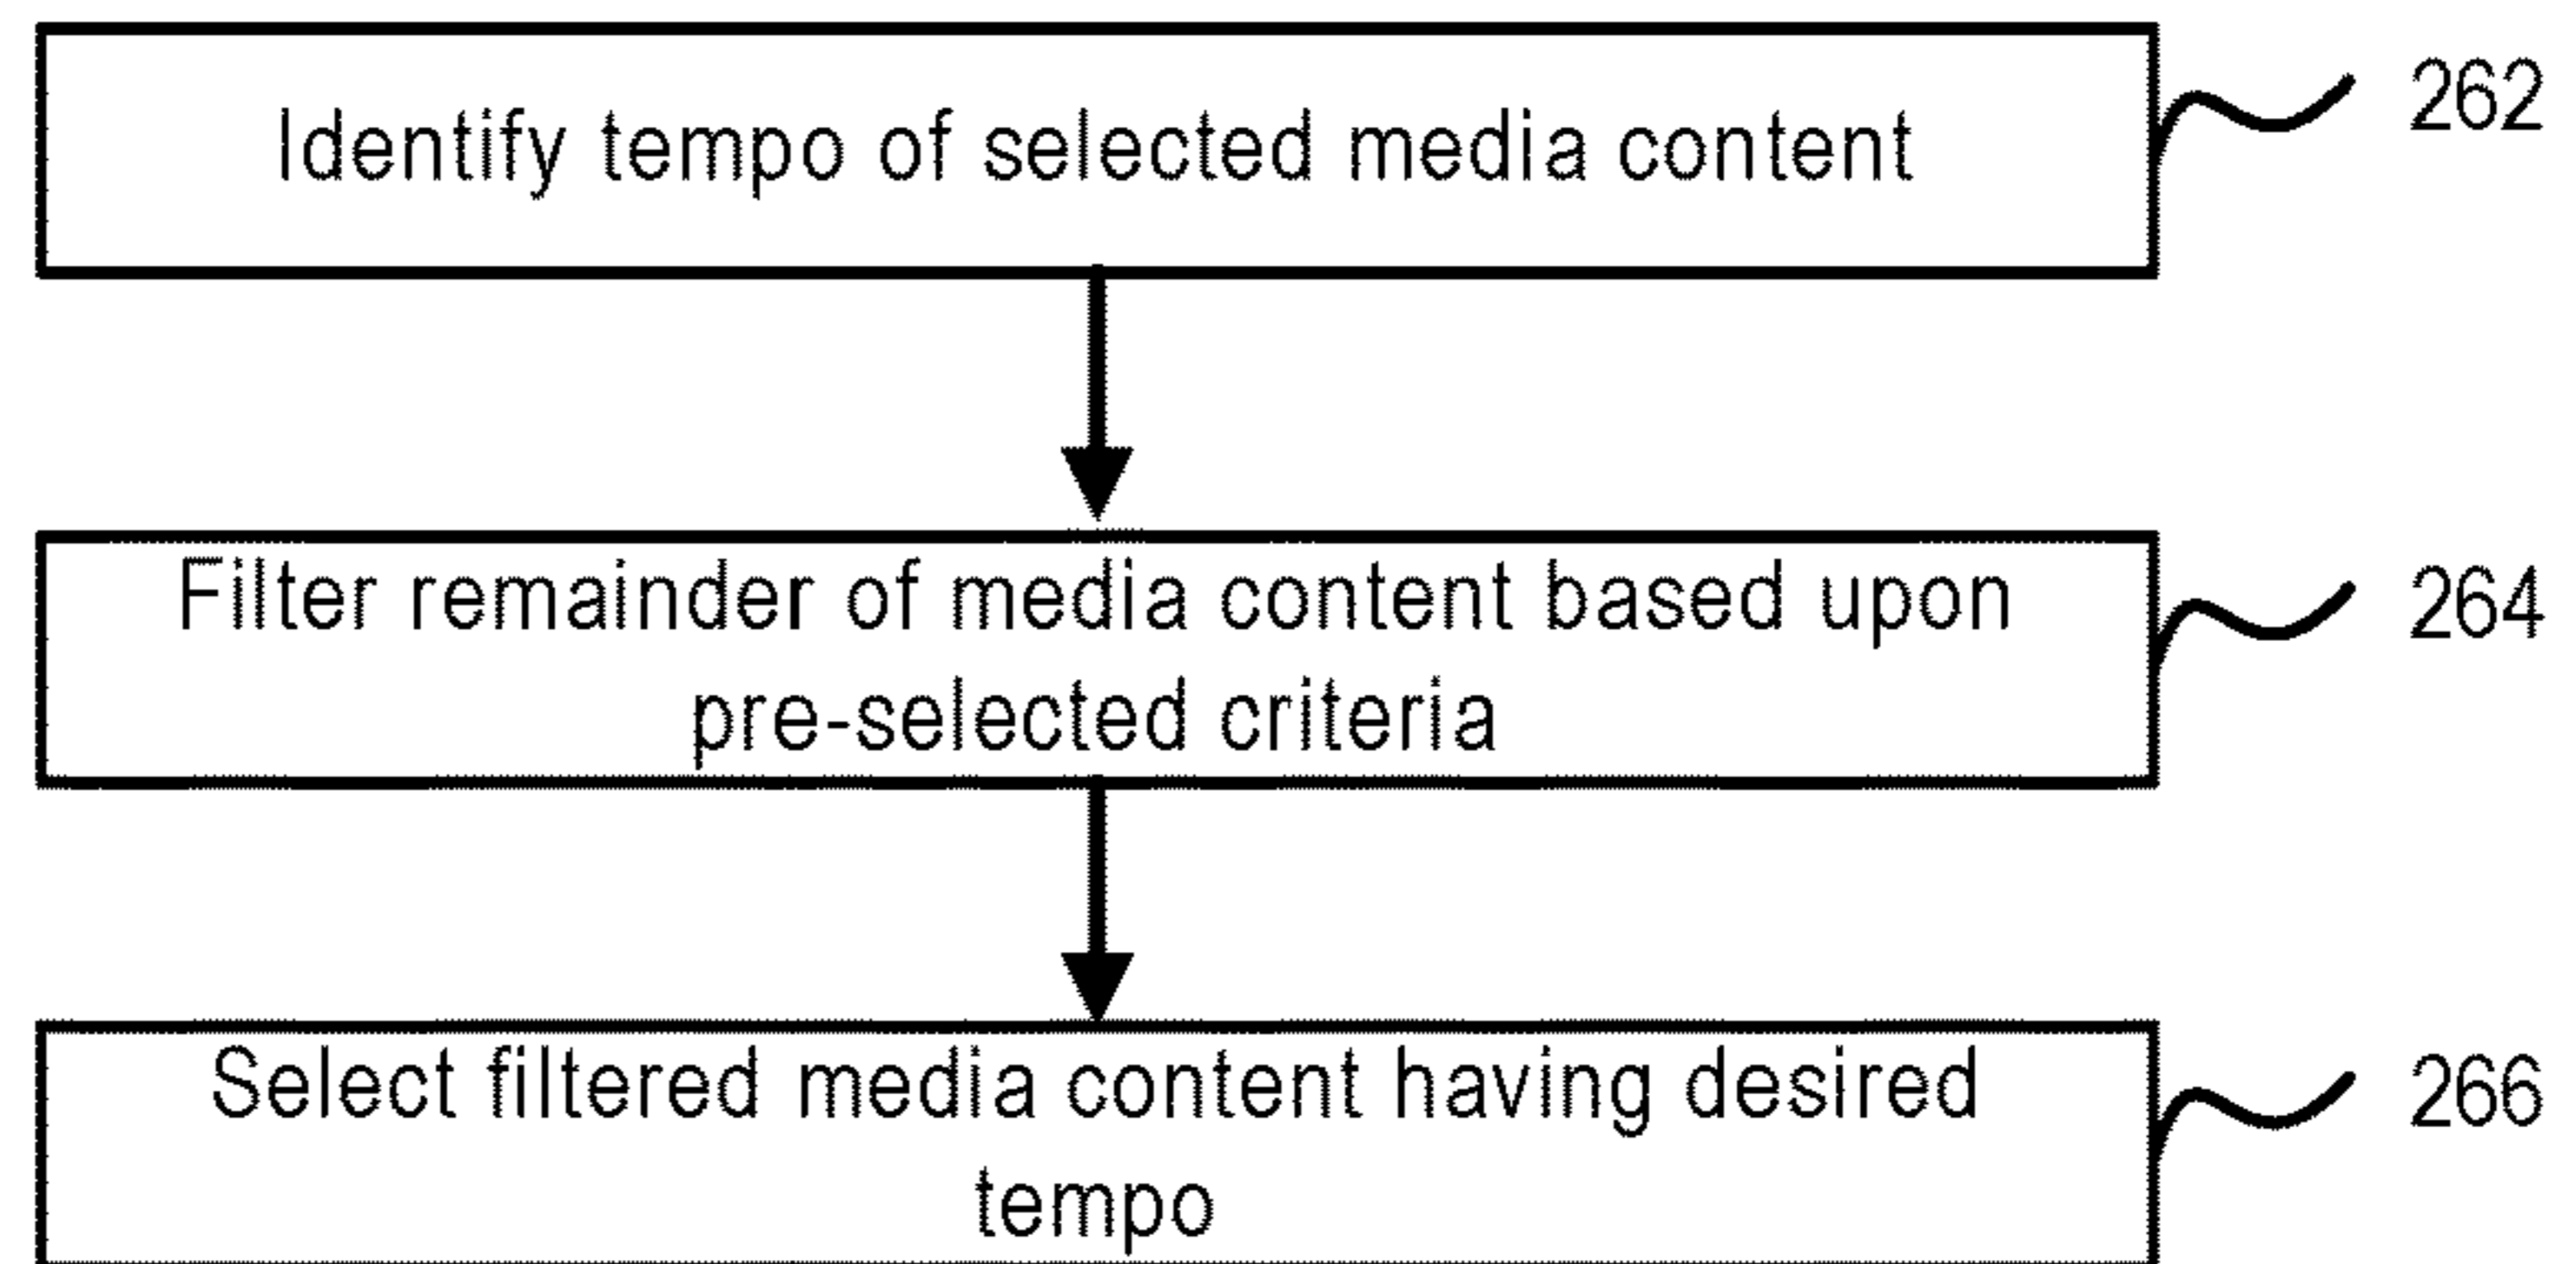 Identify tempo of selected media content
262
Filter remainder of media content based upon
pre-selected criteria
264
Select filtered media content having desired
tempo
266